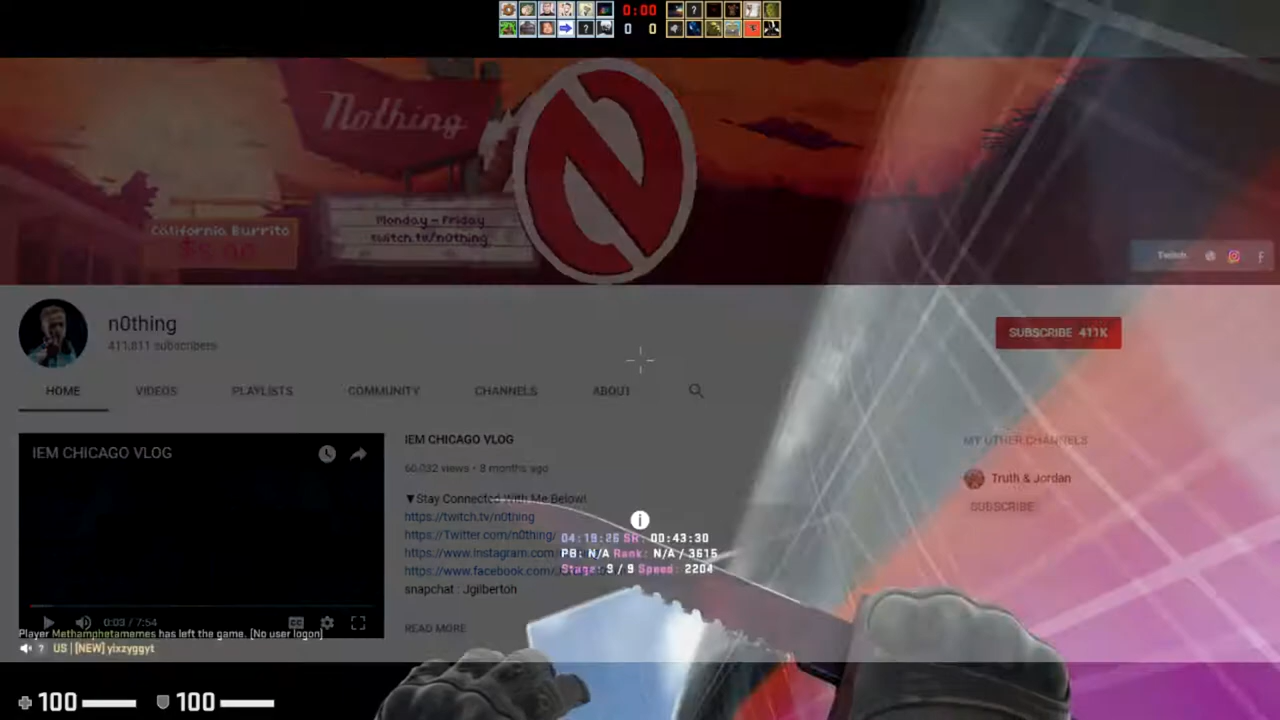 0:00
0 0
Nothing
California Burrito
Monday - Friday
twitch.tv/n0thing
Twitch
n0thing
411,811 subscribers
SUBSCRIBE 411K
HOME VIDEOS PLAYLISTS COMMUNITY CHANNELS ABOUT
IEM CHICAGO VLOG
0:03 / 7:54
IEM CHICAGO VLOG
60,032 views • 8 months ago
▼Stay Connected With Me Below!
https://twitch.tv/n0thing
https://Twitter.com/n0thing/
https://www.instagram.com/
https://www.facebook.com/
snapchat : Jgilbertoh
READ MORE
MY OTHER CHANNELS
Truth & Jordan
SUBSCRIBE
04:19:26 SR: 00:43:30
PB: N/A Rank: N/A / 3615
Stage: 9 / 9 Speed: 2204
Player Methamphetamemes has left the game. [No user logon]
? US | [NEW] yixzyggyt
100 100